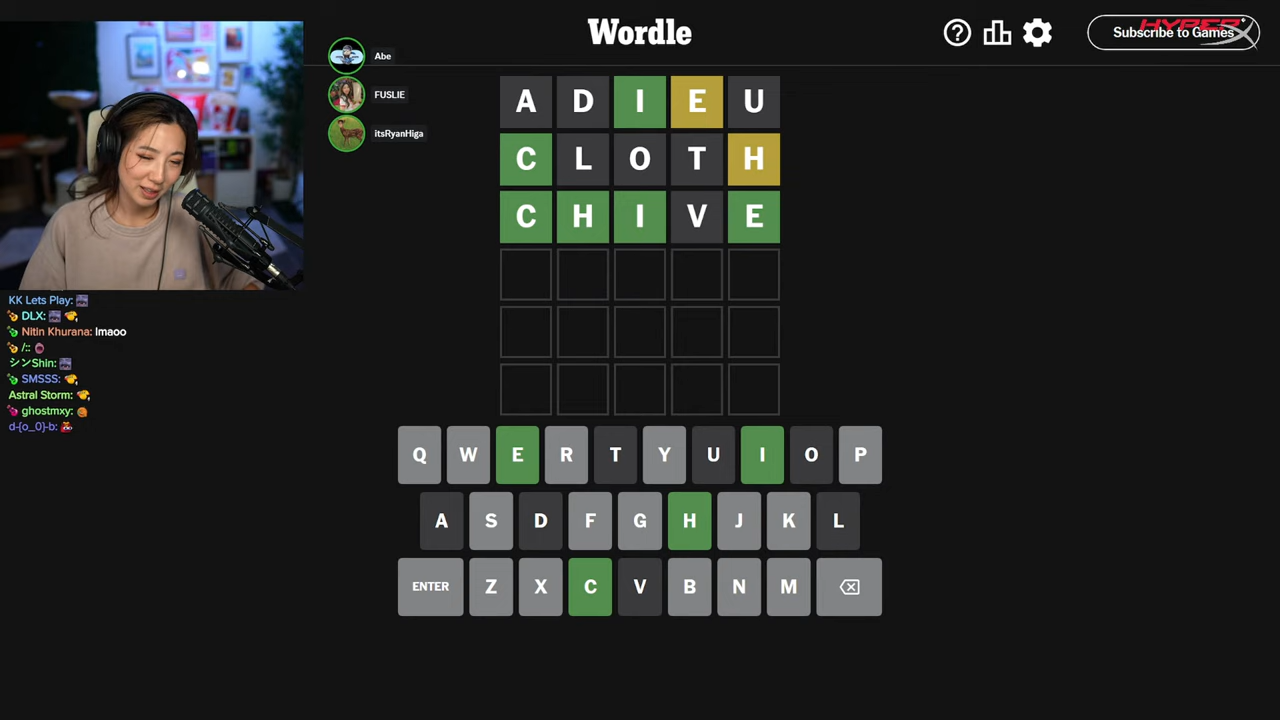 Wordle
Subscribe to Games
HYPERX
Abe
FUSLIE
itsRyanHiga
A D I E U
C L O T H
C H I V E
KK Lets Play:
DLX:
Nitin Khurana: lmaoo
/::
シンShin:
SMSSS:
Astral Storm:
ghostmxy:
d-{o_0}-b:
Q W E R T Y U I O P
A S D F G H J K L
ENTER Z X C V B N M